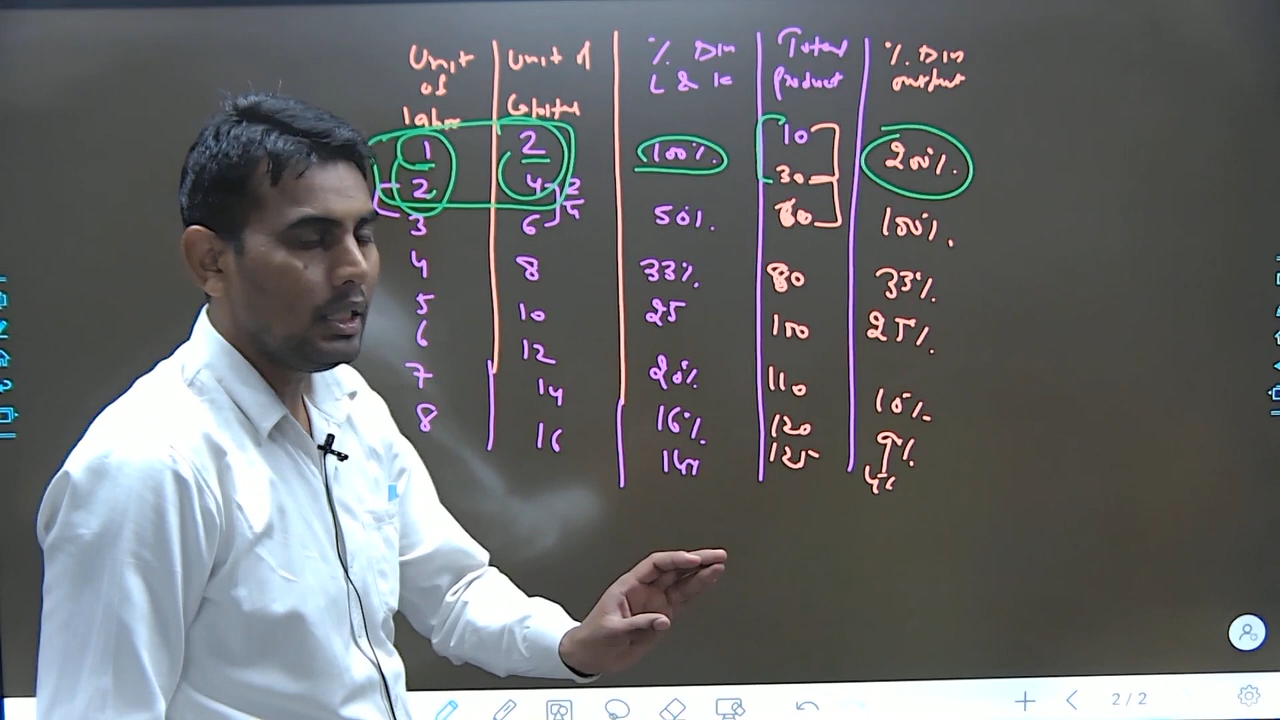 Unit of labour | Unit of Capital | % Δ in L & K | Total product | % Δ in output
1 | 2 | 100% | 10 | 200%
2 | 4 | 30
3 | 6 | 50% | 60 | 100%
4 | 8 | 33% | 80 | 33%
5 | 10 | 25 | 100 | 25%
6 | 12
7 | 14 | 20% | 110 | 10%
8 | 16 | 16% | 120 | 9%
14% | 125 | 4%
2 / 2